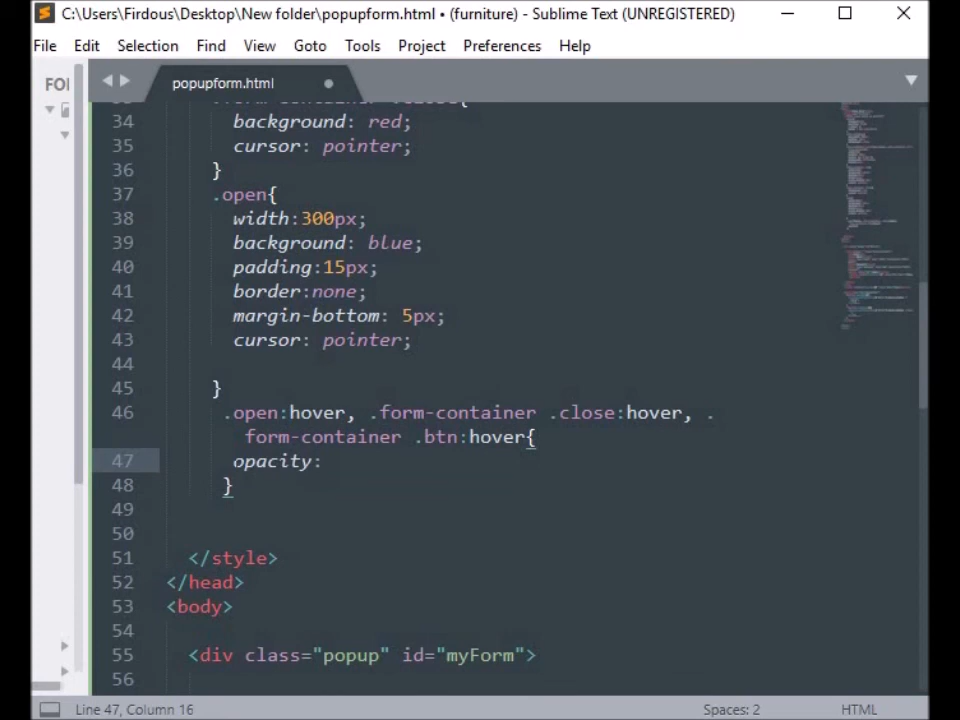 C:\Users\Firdous\Desktop\New folder\popupform.html • (furniture) - Sublime Text (UNREGISTERED)
File Edit Selection Find View Goto Tools Project Preferences Help
FOI
popupform.html
34 background: red;
35 cursor: pointer;
36 }
37 .open{
38 width:300px;
39 background: blue;
40 padding:15px;
41 border:none;
42 margin-bottom: 5px;
43 cursor: pointer;
44
45 }
46 .open:hover, .form-container .close:hover, .
form-container .btn:hover{
47 opacity:
48 }
49
50
51 </style>
52 </head>
53 <body>
54
55 <div class="popup" id="myForm">
56
Line 47, Column 16 Spaces: 2 HTML